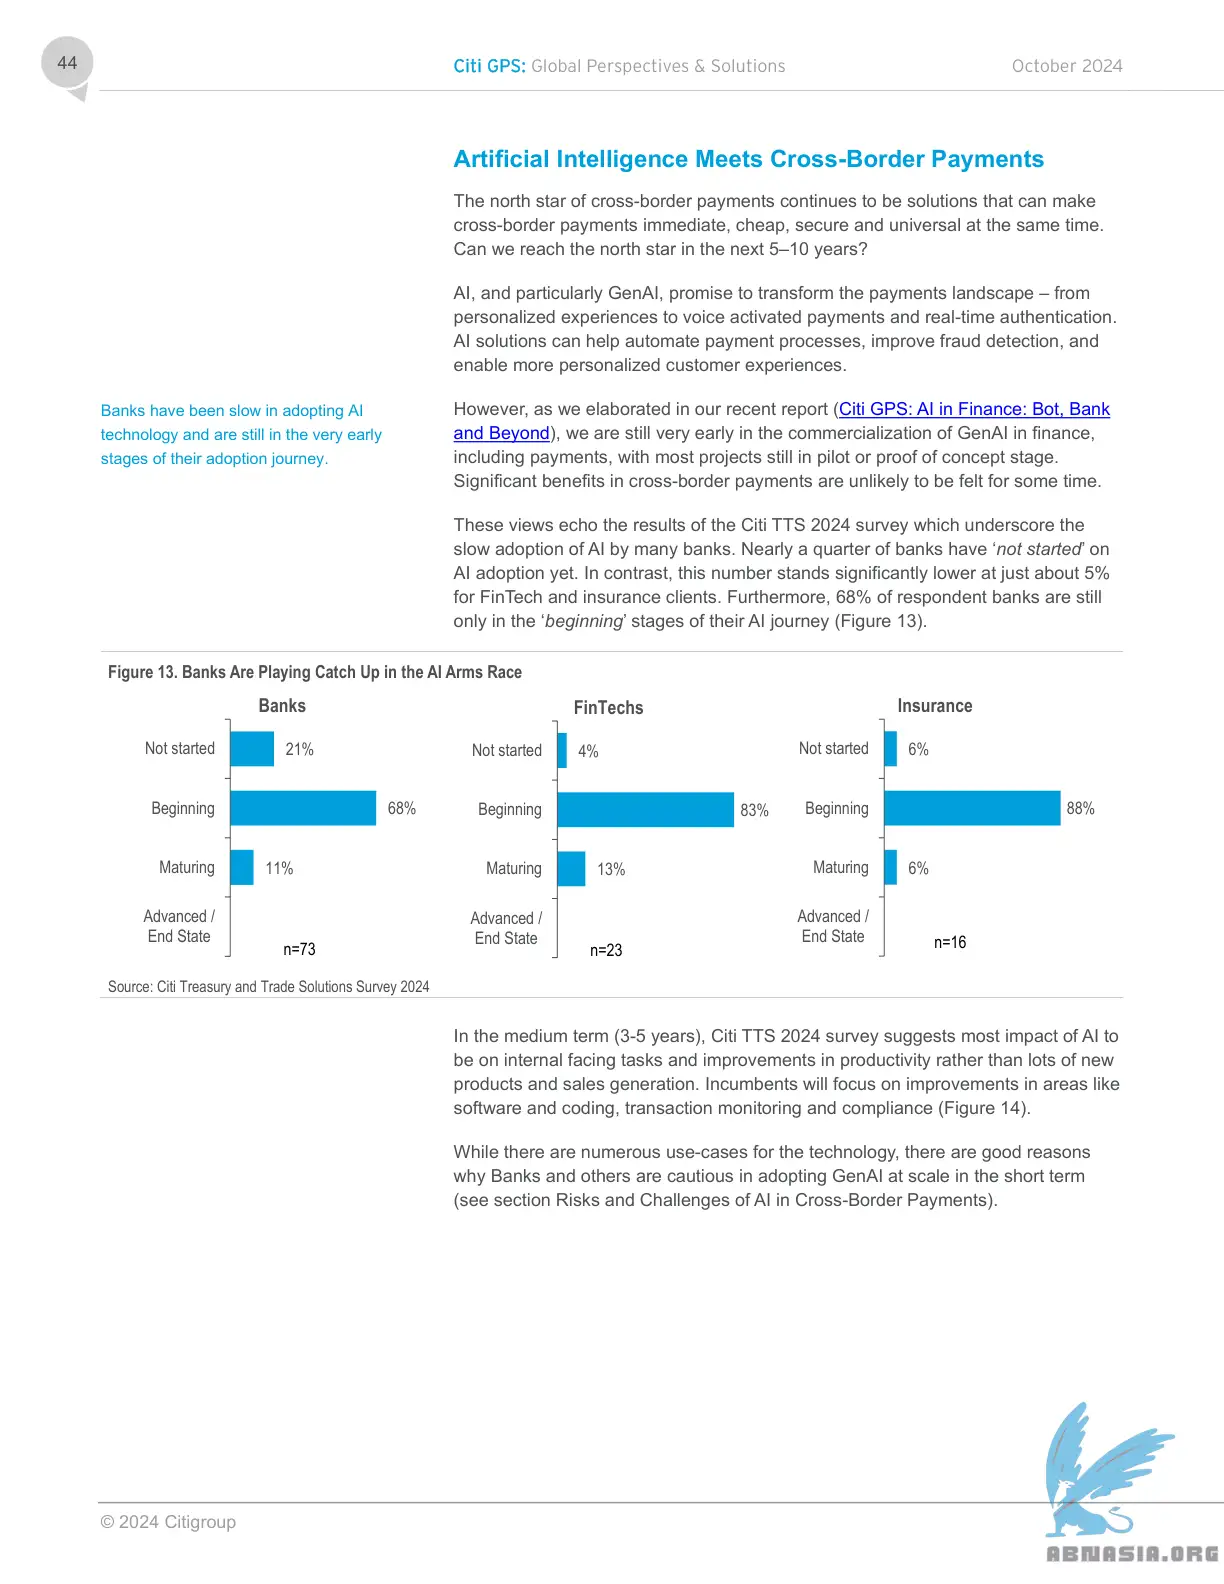 44
Citi GPS: Global Perspectives & Solutions
October 2024
Artificial Intelligence Meets Cross-Border Payments
The north star of cross-border payments continues to be solutions that can make
cross-border payments immediate, cheap, secure and universal at the same time.
Can we reach the north star in the next 5–10 years?
AI, and particularly GenAI, promise to transform the payments landscape – from
personalized experiences to voice activated payments and real-time authentication.
AI solutions can help automate payment processes, improve fraud detection, and
enable more personalized customer experiences.
Banks have been slow in adopting AI
technology and are still in the very early
stages of their adoption journey.
However, as we elaborated in our recent report (Citi GPS: AI in Finance: Bot, Bank
and Beyond), we are still very early in the commercialization of GenAI in finance,
including payments, with most projects still in pilot or proof of concept stage.
Significant benefits in cross-border payments are unlikely to be felt for some time.
These views echo the results of the Citi TTS 2024 survey which underscore the
slow adoption of AI by many banks. Nearly a quarter of banks have ‘not started’ on
AI adoption yet. In contrast, this number stands significantly lower at just about 5%
for FinTech and insurance clients. Furthermore, 68% of respondent banks are still
only in the ‘beginning’ stages of their AI journey (Figure 13).
Figure 13. Banks Are Playing Catch Up in the AI Arms Race
Banks
Not started 21%
Beginning 68%
Maturing 11%
Advanced /
End State
n=73
FinTechs
Not started 4%
Beginning 83%
Maturing 13%
Advanced /
End State
n=23
Insurance
Not started 6%
Beginning 88%
Maturing 6%
Advanced /
End State
n=16
Source: Citi Treasury and Trade Solutions Survey 2024
In the medium term (3-5 years), Citi TTS 2024 survey suggests most impact of AI to
be on internal facing tasks and improvements in productivity rather than lots of new
products and sales generation. Incumbents will focus on improvements in areas like
software and coding, transaction monitoring and compliance (Figure 14).
While there are numerous use-cases for the technology, there are good reasons
why Banks and others are cautious in adopting GenAI at scale in the short term
(see section Risks and Challenges of AI in Cross-Border Payments).
© 2024 Citigroup
ABNASIA.ORG